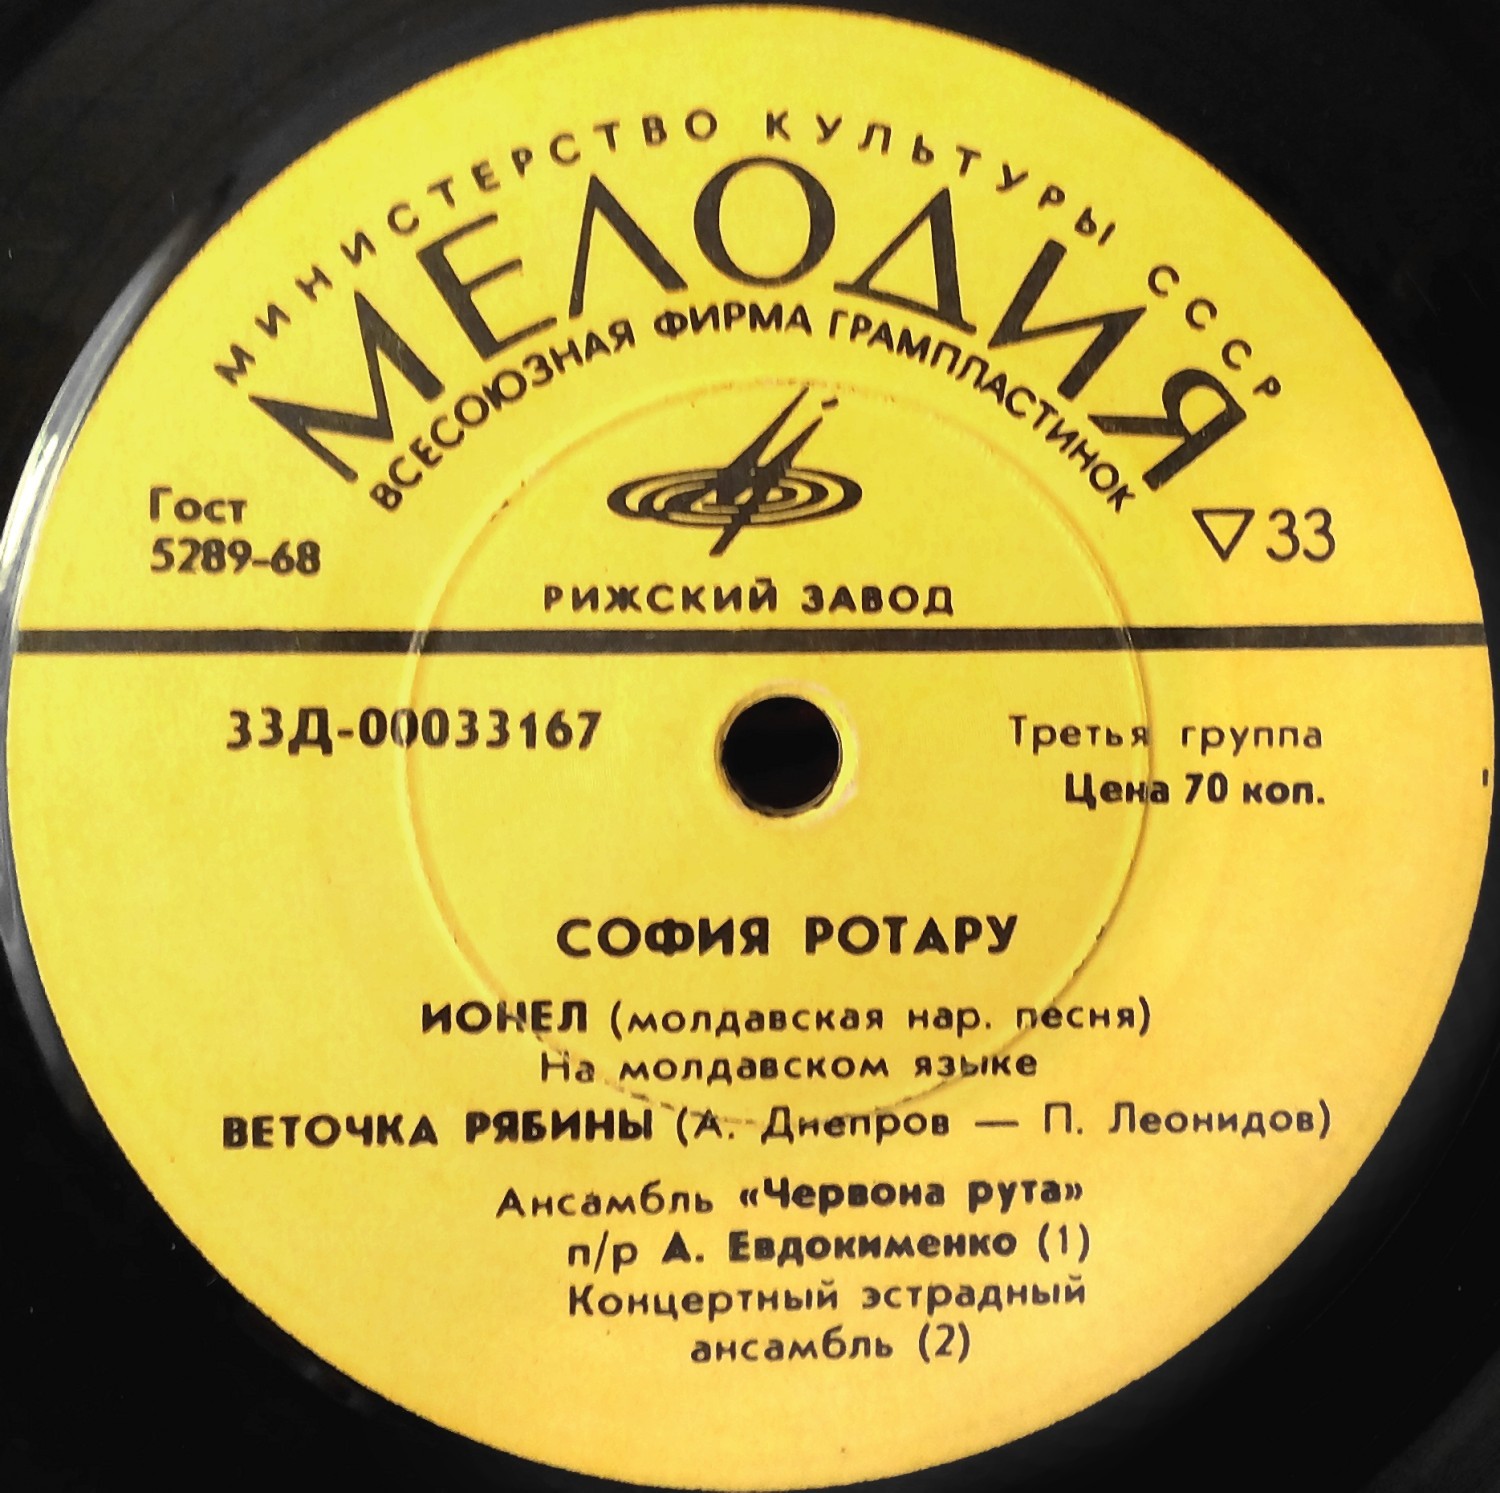 МИНИСТЕРСТВО КУЛЬТУРЫ СССР
МЕЛОДИЯ
ВСЕСОЮЗНАЯ ФИРМА ГРАМПЛАСТИНОК
Гост
5289-68
▽33
РИЖСКИЙ ЗАВОД
33Д-00033167
Третья группа
Цена 70 коп.
СОФИЯ РОТАРУ
ИОНЕЛ (молдавская нар. песня)
На молдавском языке
ВЕТОЧКА РЯБИНЫ (А. Днепров — П. Леонидов)
Ансамбль «Червона рута»
п/р А. Евдокименко (1)
Концертный эстрадный
ансамбль (2)